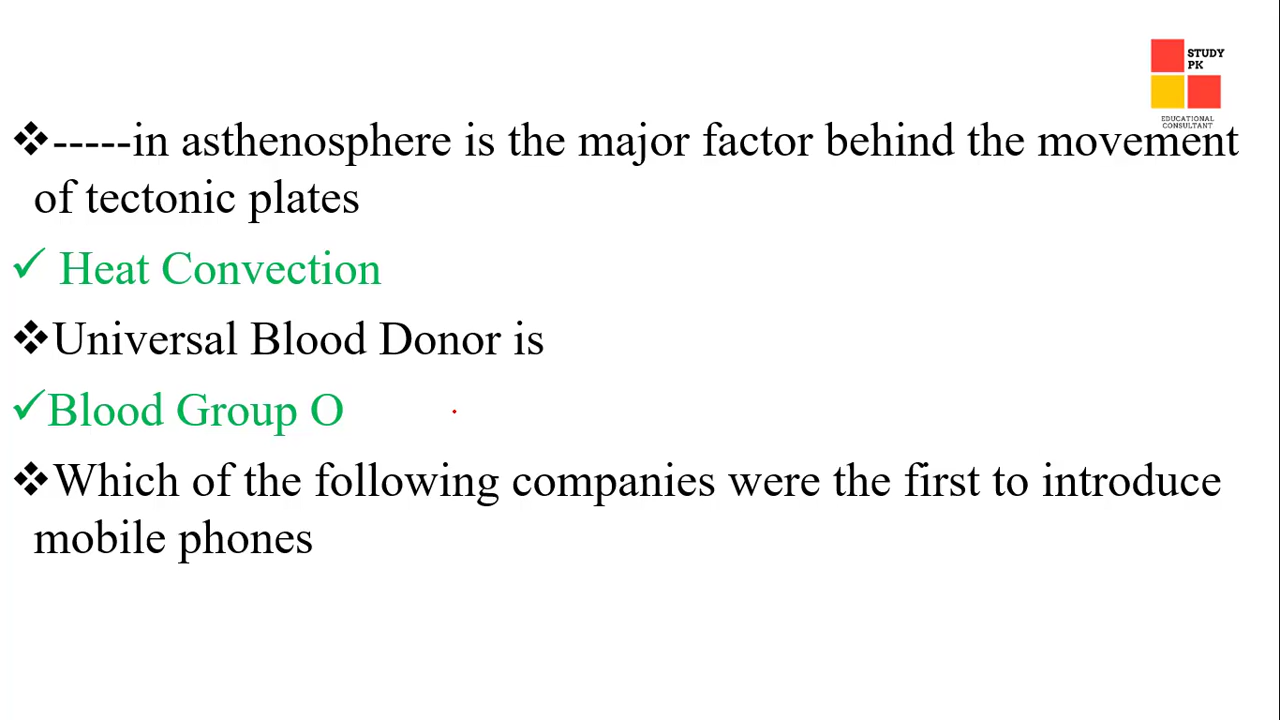 STUDY
PK
EDUCATIONAL
CONSULTANT
❖-----in asthenosphere is the major factor behind the movement
of tectonic plates
✓ Heat Convection
❖Universal Blood Donor is
✓Blood Group O
❖Which of the following companies were the first to introduce
mobile phones